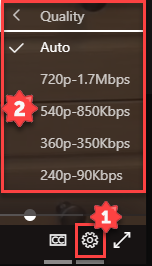 Quality
Auto
720p-1.7Mbps
2
540p-850Kbps
360p-350Kbps
240p-90Kbps
1
CC